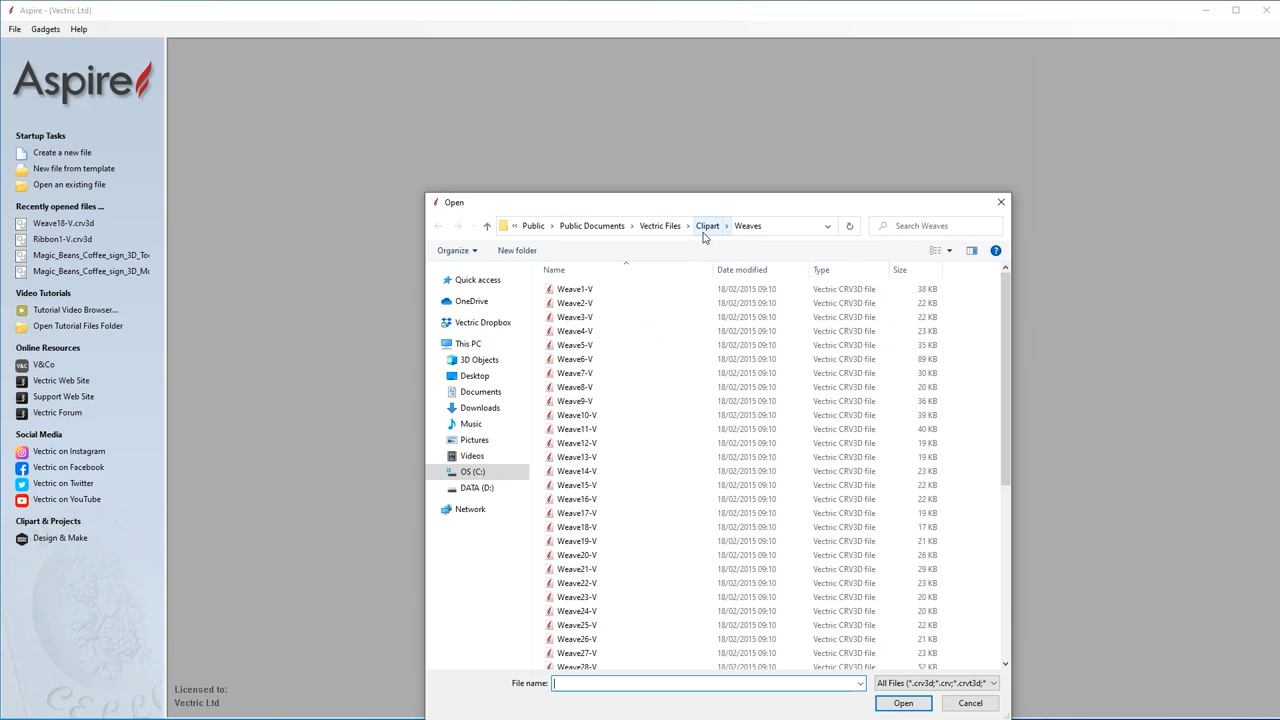 Aspire - {Vectric Ltd}
File Gadgets Help
Aspire
Startup Tasks
Create a new file
New file from template
Open an existing file
Recently opened files ...
Weave18-V.crv3d
Ribbon1-V.crv3d
Magic_Beans_Coffee_sign_3D_To
Magic_Beans_Coffee_sign_3D_Mu
Video Tutorials
Tutorial Video Browser...
Open Tutorial Files Folder
Online Resources
V&Co
Vectric Web Site
Support Web Site
Vectric Forum
Social Media
Vectric on Instagram
Vectric on Facebook
Vectric on Twitter
Vectric on YouTube
Clipart & Projects
Design & Make
Licensed to:
Vectric Ltd
Open
« Public › Public Documents › Vectric Files › Clipart › Weaves
Search Weaves
Organize New folder
Quick access
OneDrive
Vectric Dropbox
This PC
3D Objects
Desktop
Documents
Downloads
Music
Pictures
Videos
OS (C:)
DATA (D:)
Network
Name Date modified Type Size
Weave1-V 18/02/2015 09:10 Vectric CRV3D file 38 KB
Weave2-V 18/02/2015 09:10 Vectric CRV3D file 22 KB
Weave3-V 18/02/2015 09:10 Vectric CRV3D file 22 KB
Weave4-V 18/02/2015 09:10 Vectric CRV3D file 23 KB
Weave5-V 18/02/2015 09:10 Vectric CRV3D file 35 KB
Weave6-V 18/02/2015 09:10 Vectric CRV3D file 89 KB
Weave7-V 18/02/2015 09:10 Vectric CRV3D file 30 KB
Weave8-V 18/02/2015 09:10 Vectric CRV3D file 20 KB
Weave9-V 18/02/2015 09:10 Vectric CRV3D file 36 KB
Weave10-V 18/02/2015 09:10 Vectric CRV3D file 39 KB
Weave11-V 18/02/2015 09:10 Vectric CRV3D file 40 KB
Weave12-V 18/02/2015 09:10 Vectric CRV3D file 19 KB
Weave13-V 18/02/2015 09:10 Vectric CRV3D file 19 KB
Weave14-V 18/02/2015 09:10 Vectric CRV3D file 23 KB
Weave15-V 18/02/2015 09:10 Vectric CRV3D file 22 KB
Weave16-V 18/02/2015 09:10 Vectric CRV3D file 22 KB
Weave17-V 18/02/2015 09:10 Vectric CRV3D file 19 KB
Weave18-V 18/02/2015 09:10 Vectric CRV3D file 17 KB
Weave19-V 18/02/2015 09:10 Vectric CRV3D file 21 KB
Weave20-V 18/02/2015 09:10 Vectric CRV3D file 26 KB
Weave21-V 18/02/2015 09:10 Vectric CRV3D file 29 KB
Weave22-V 18/02/2015 09:10 Vectric CRV3D file 23 KB
Weave23-V 18/02/2015 09:10 Vectric CRV3D file 20 KB
Weave24-V 18/02/2015 09:10 Vectric CRV3D file 20 KB
Weave25-V 18/02/2015 09:10 Vectric CRV3D file 22 KB
Weave26-V 18/02/2015 09:10 Vectric CRV3D file 21 KB
Weave27-V 18/02/2015 09:10 Vectric CRV3D file 23 KB
Weave28-V 18/02/2015 09:10 Vectric CRV3D file 52 KB
File name: All Files (*.crv3d;*.crv;*.crvt3d;*
Open Cancel